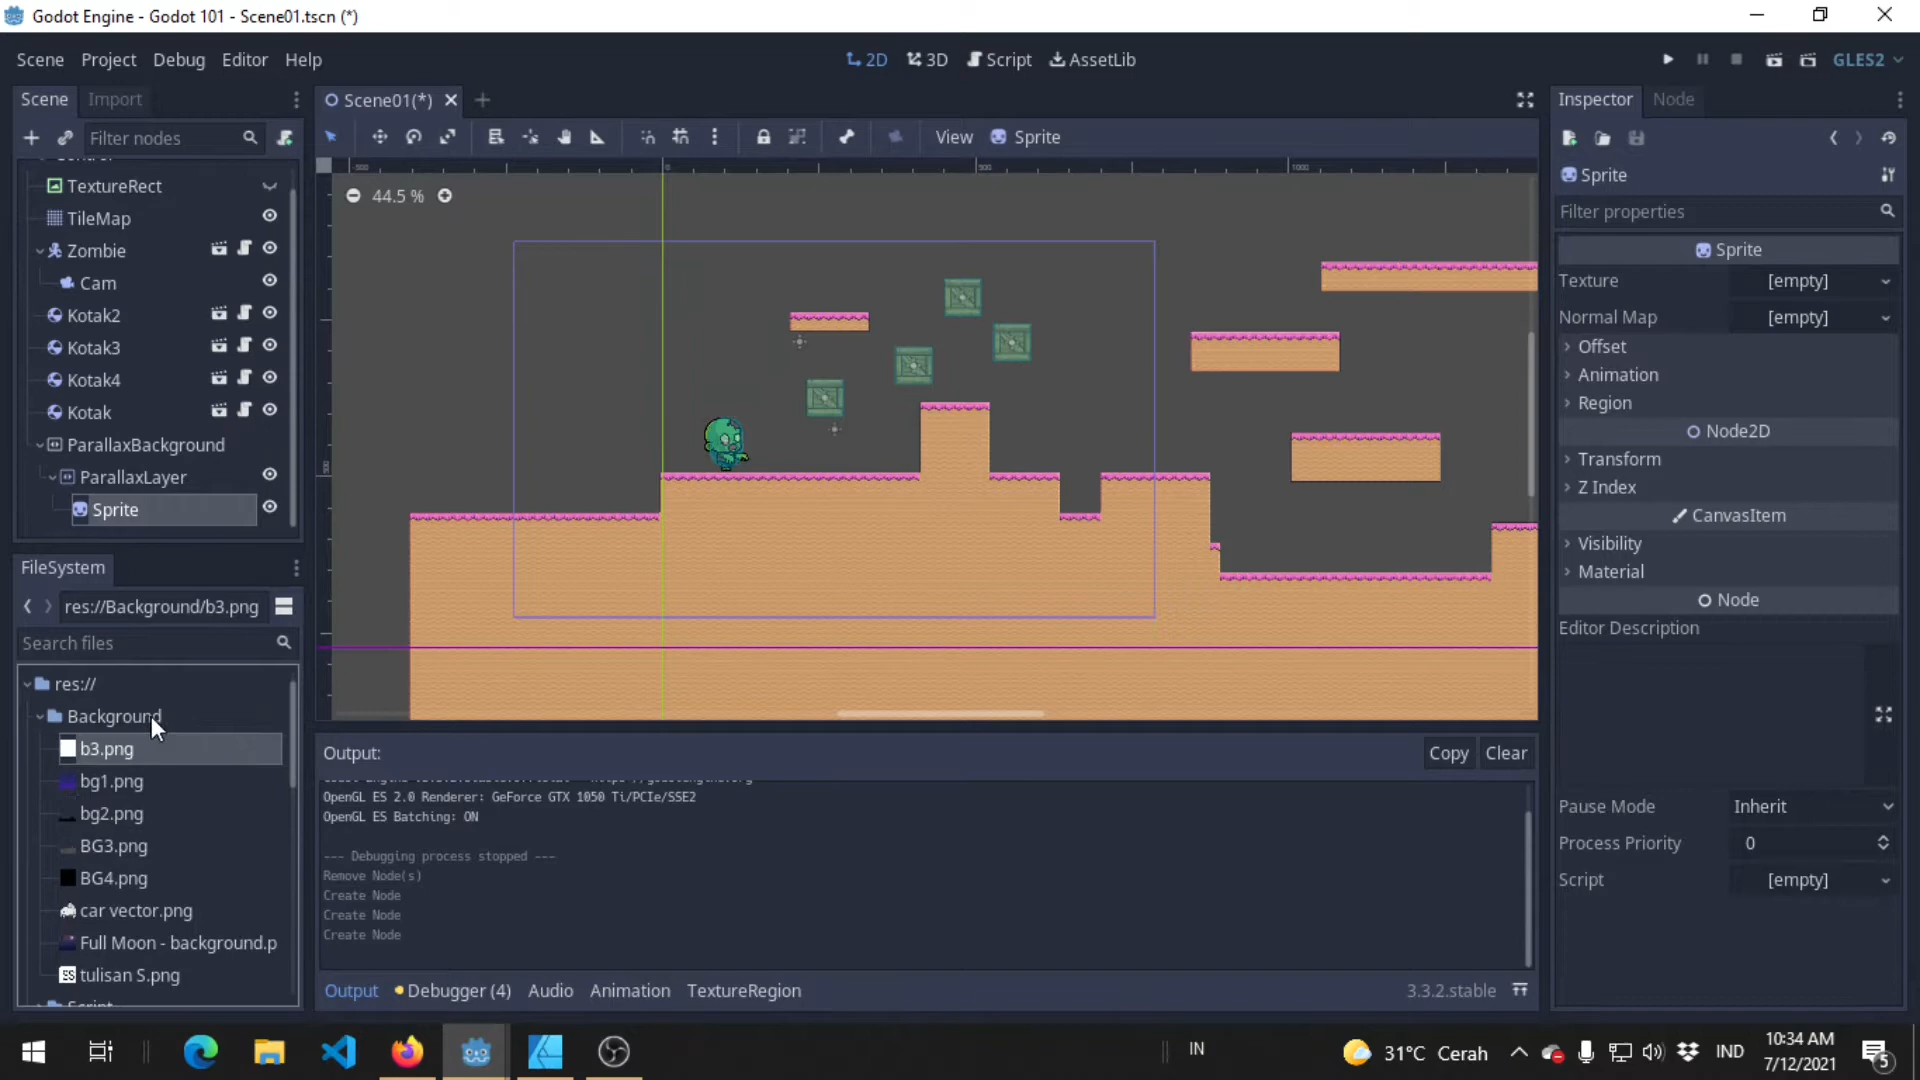 Godot Engine - Godot 101 - Scene01.tscn (*)
Scene Project Debug Editor Help
2D 3D Script AssetLib
GLES2
Scene Import
Filter nodes
TextureRect
TileMap
Zombie
Cam
Kotak2
Kotak3
Kotak4
Kotak
ParallaxBackground
ParallaxLayer
Sprite
FileSystem
res://Background/b3.png
Search files
res://
Background
b3.png
bg1.png
bg2.png
BG3.png
BG4.png
car vector.png
Full Moon - background.p
tulisan S.png
Scene01(*)
View Sprite
500 0 500 1000
44.5 %
500
Output:
Copy Clear
OpenGL ES 2.0 Renderer: GeForce GTX 1050 Ti/PCIe/SSE2
OpenGL ES Batching: ON
--- Debugging process stopped ---
Remove Node(s)
Create Node
Create Node
Create Node
Output Debugger (4) Audio Animation TextureRegion
3.3.2.stable
Inspector Node
Sprite
Filter properties
Sprite
Texture [empty]
Normal Map [empty]
Offset
Animation
Region
Node2D
Transform
Z Index
CanvasItem
Visibility
Material
Node
Editor Description
Pause Mode Inherit
Process Priority 0
Script [empty]
IN
31°C Cerah
IND
10:34 AM
7/12/2021
5